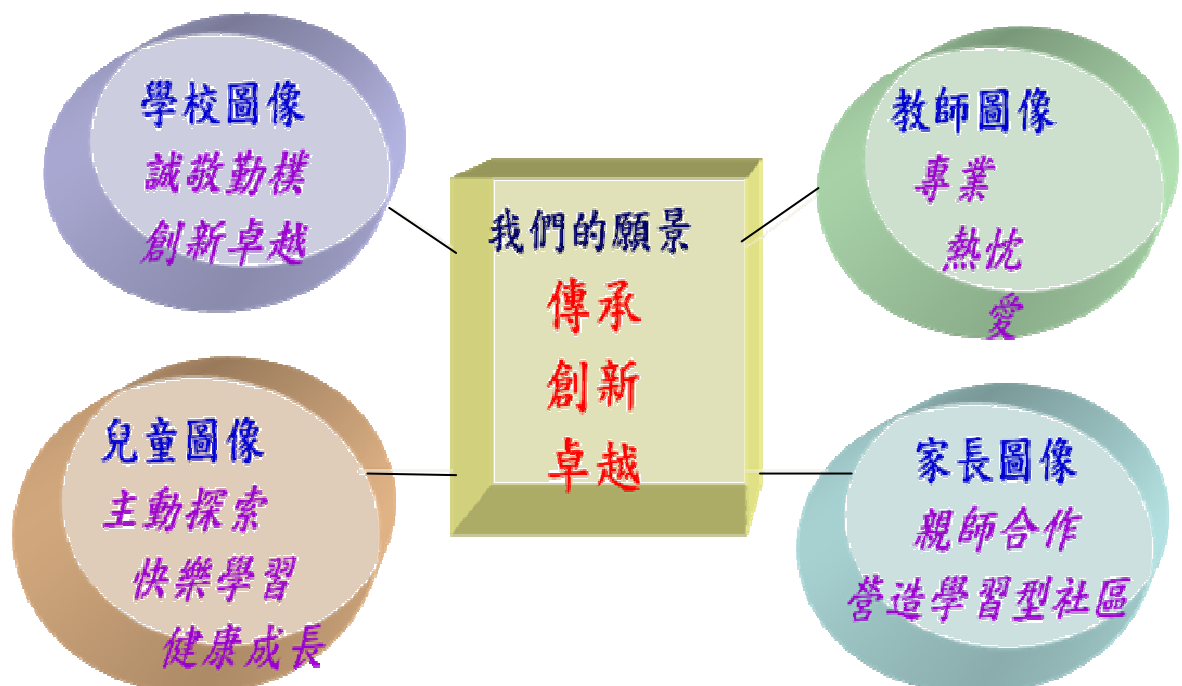 學校圖像
誠敬勤樸
創新卓越
教師圖像
專業
熱忱
愛
我們的願景
傳承
創新
卓越
兒童圖像
主動探索
快樂學習
健康成長
家長圖像
親師合作
營造學習型社區